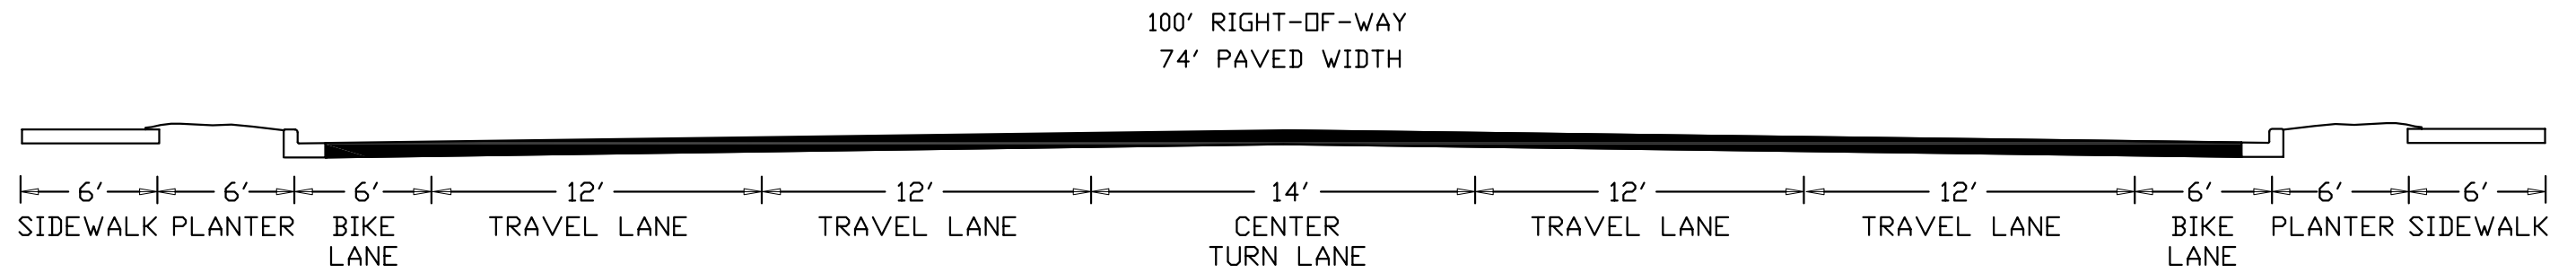 100' RIGHT-OF-WAY
74' PAVED WIDTH
6' 6' 6' 12' 12' 14' 12' 12' 6' 6' 6'
SIDEWALK PLANTER BIKE TRAVEL LANE TRAVEL LANE CENTER TRAVEL LANE TRAVEL LANE BIKE PLANTER SIDEWALK
LANE TURN LANE LANE